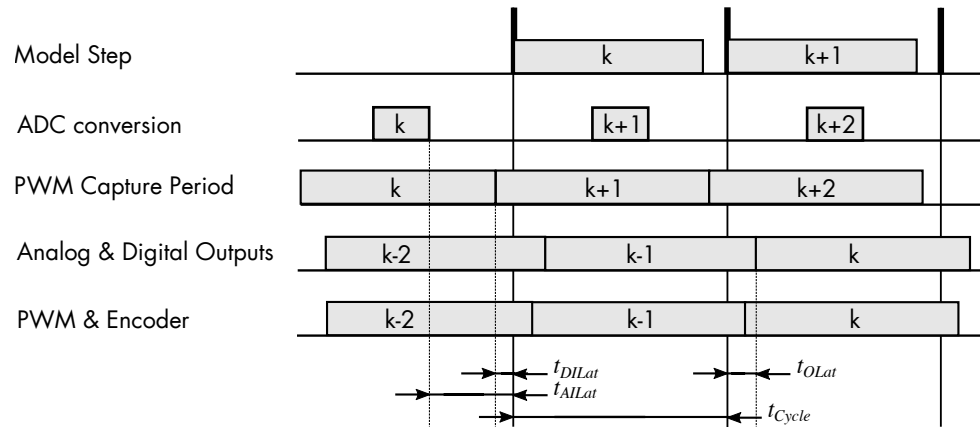 Model Step k k+1
ADC conversion k k+1 k+2
PWM Capture Period k k+1 k+2
Analog & Digital Outputs k-2 k-1 k
PWM & Encoder k-2 k-1 k
tDILat tOLat
tAILat
tCycle